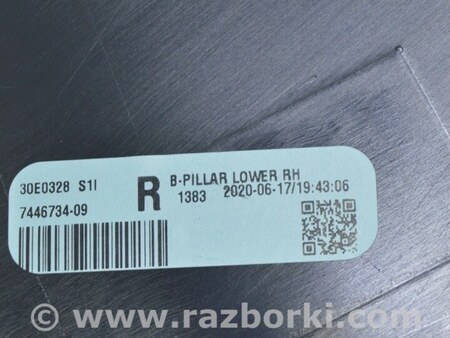 30E0328 S1I
7446734-09
R
B-PILLAR LOWER RH
1383 2020-06-17/19:43:06
© www.razborki.com